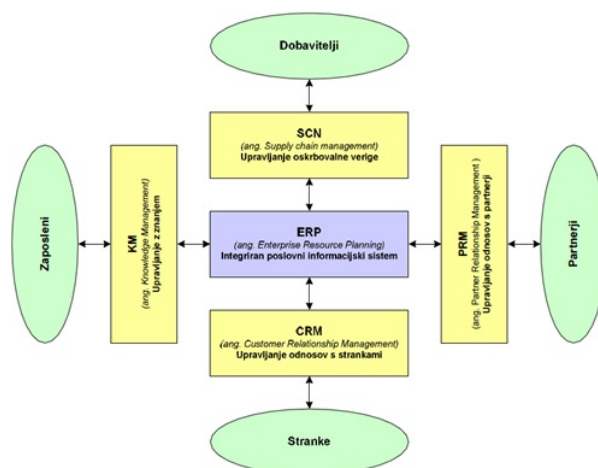 Dobavitelji
SCN
(ang. Supply chain management)
Upravljanje oskrbovalne verige
Zaposleni
KM
(ang. Knowledge Management)
Upravljanje z znanjem
ERP
(ang. Enterprise Resource Planning)
Integriran poslovni informacijski sistem
PRM
(ang. Partner Relationship Management )
Upravljanje odnosov s partnerji
Partnerji
CRM
(ang. Customer Relationship Management)
Upravljanje odnosov s strankami
Stranke